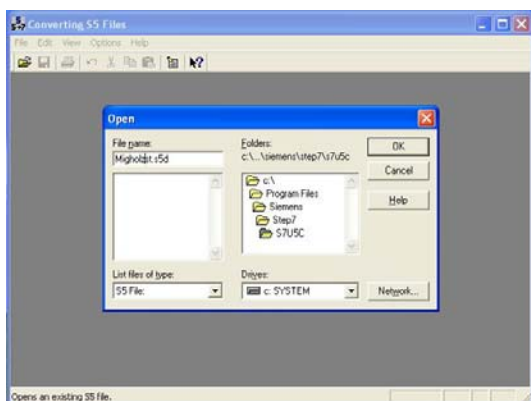 Converting S5 Files
File Edit View Options Help
Open
File name:
st.s5d
Folders:
c:\...\siemens\step7\s7u5c
c:\
Program Files
Siemens
Step7
S7U5C
OK
Cancel
Help
List files of type:
S5 File:
Drives:
c: SYSTEM
Network...
Opens an existing S5 file.